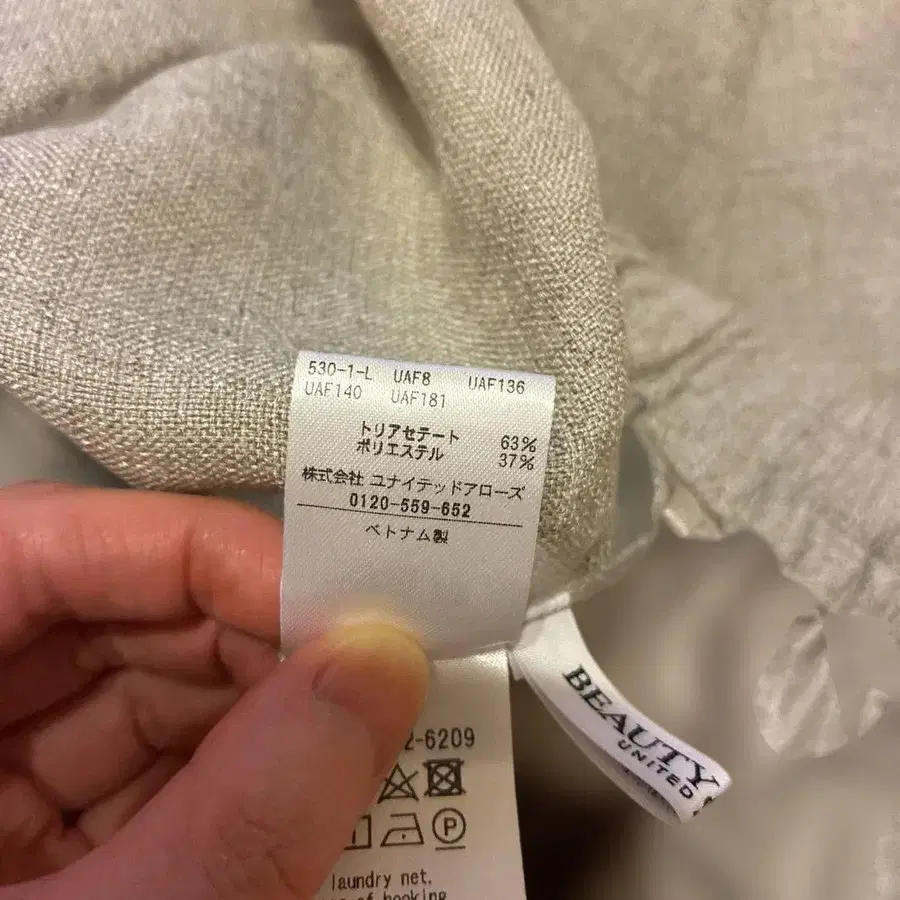 530-1-L UAF8 UAF136
UAF140 UAF181
トリアセテート 63%
ポリエステル 37%
株式会社 ユナイテッドアローズ
0120-559-652
ベトナム製
2-6209
P
laundry net.
of hooking
BEAUTY
UNITED